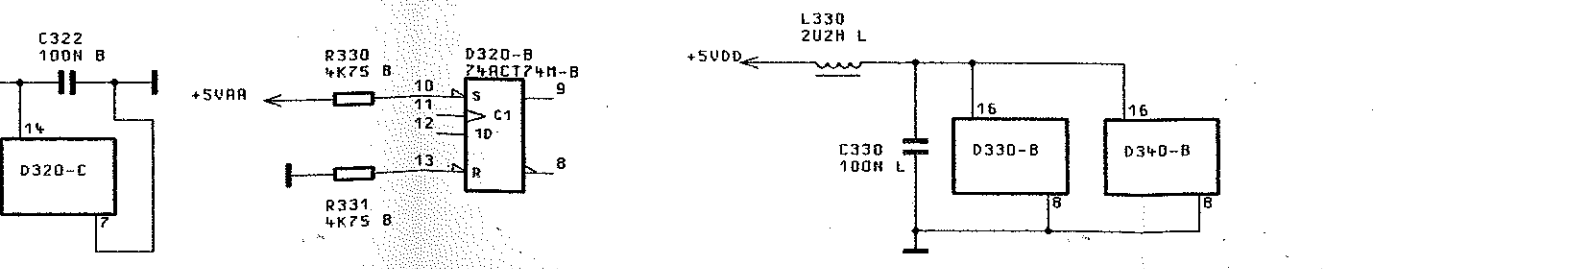 C322
100N B
14
D320-C
7
+5VAA
R330
4K75 B
R331
4K75 B
D320-B
74ACT74M-B
10
11
12
13
S
C1
1D
R
9
8
+5VDD
L330
2U2H L
C330
100N L
16
D330-B
8
16
D340-B
8